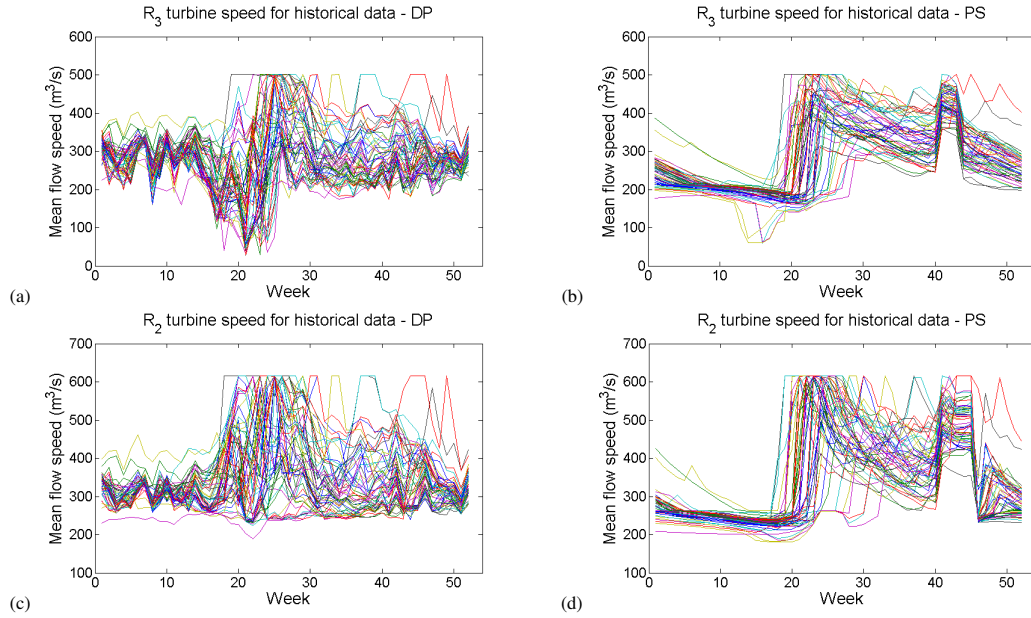 R3 turbine speed for historical data - DP
600
500
400
300
200
100
0
Mean flow speed (m³/s)
0 10 20 30 40 50
Week
(a)
R3 turbine speed for historical data - PS
600
500
400
300
200
100
0
Mean flow speed (m³/s)
0 10 20 30 40 50
Week
(b)
R2 turbine speed for historical data - DP
700
600
500
400
300
200
100
Mean flow speed (m³/s)
0 10 20 30 40 50
Week
(c)
R2 turbine speed for historical data - PS
700
600
500
400
300
200
100
Mean flow speed (m³/s)
0 10 20 30 40 50
Week
(d)